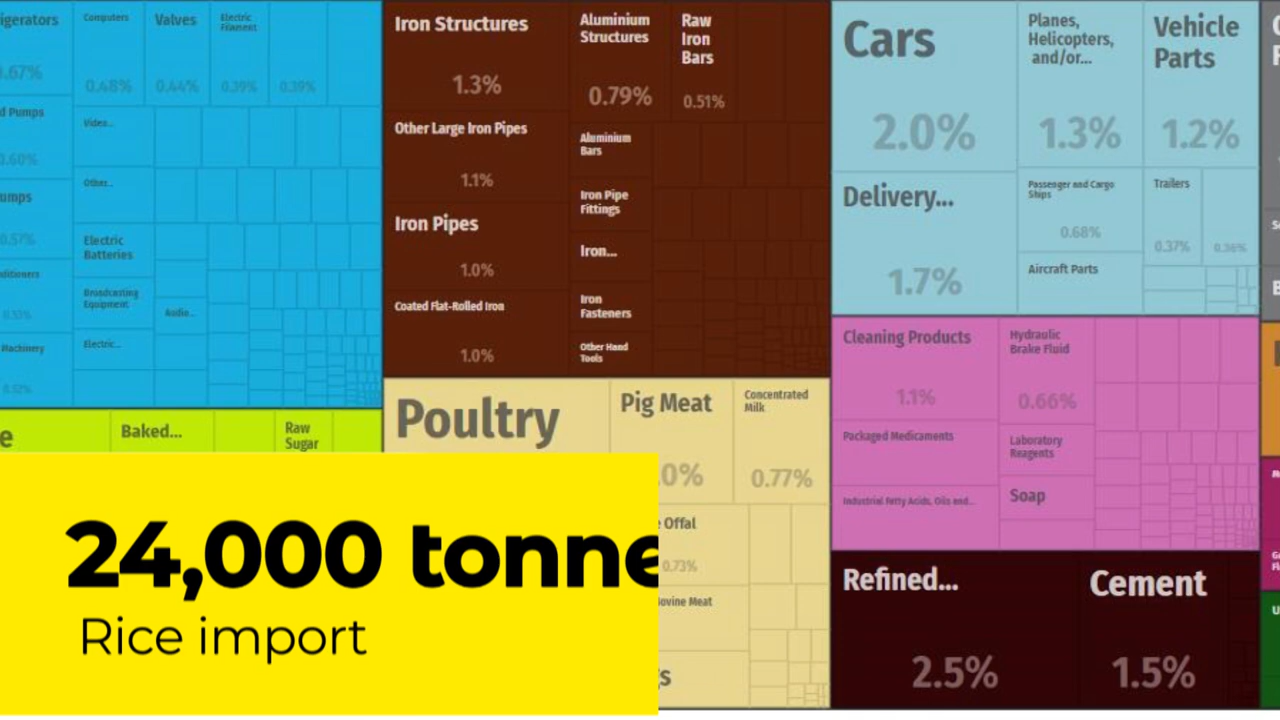 igerators
.67%
Computers
0.48%
Valves
0.44%
Electric
Filament
0.39%
0.39%
d Pumps
0.60%
Video...
umps
0.57%
Other...
Electric
Batteries
ditioners
0.55%
Broadcasting
Equipment
Audio...
Machinery
0.52%
Electric...
e
Baked...
Raw
Sugar
Iron Structures
1.3%
Aluminium
Structures
0.79%
Raw
Iron
Bars
0.51%
Other Large Iron Pipes
1.1%
Aluminium
Bars
Iron Pipes
1.0%
Iron Pipe
Fittings
Iron...
Coated Flat-Rolled Iron
1.0%
Iron
Fasteners
Other Hand
Tools
Poultry
Pig Meat
.0%
Concentrated
Milk
0.77%
e Offal
0.73%
Bovine Meat
s
Cars
2.0%
Planes,
Helicopters,
and/or...
1.3%
Vehicle
Parts
1.2%
Delivery...
1.7%
Passenger and Cargo
Ships
0.68%
Trailers
0.37%
0.36%
Aircraft Parts
Cleaning Products
1.1%
Hydraulic
Brake Fluid
0.66%
Packaged Medicaments
Laboratory
Reagents
Industrial Fatty Acids, Oils and...
Soap
Refined...
2.5%
Cement
1.5%
24,000 tonne
Rice import